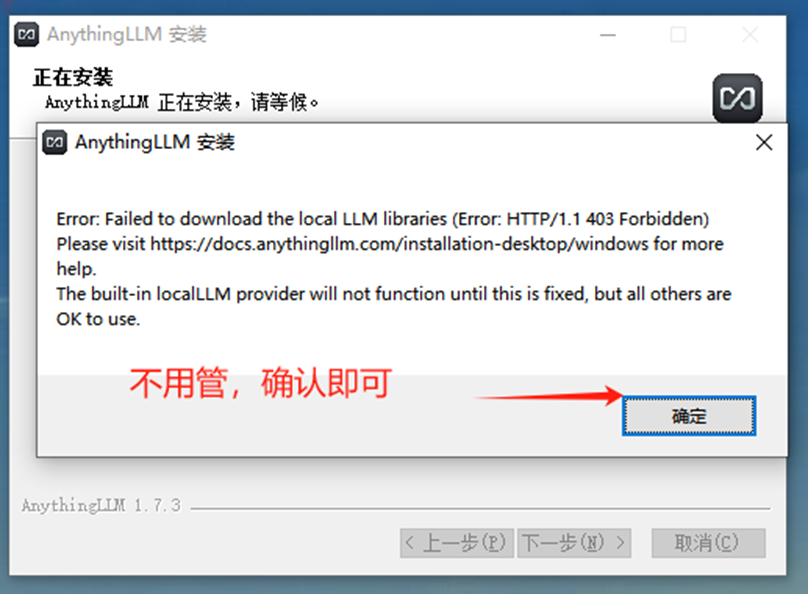 AnythingLLM 安装
正在安装
AnythingLLM 正在安装，请等候。
AnythingLLM 安装
Error: Failed to download the local LLM libraries (Error: HTTP/1.1 403 Forbidden)
Please visit https://docs.anythingllm.com/installation-desktop/windows for more
help.
The built-in localLLM provider will not function until this is fixed, but all others are
OK to use.
不用管，确认即可
确定
AnythingLLM 1.7.3
< 上一步(P) 下一步(N) > 取消(C)